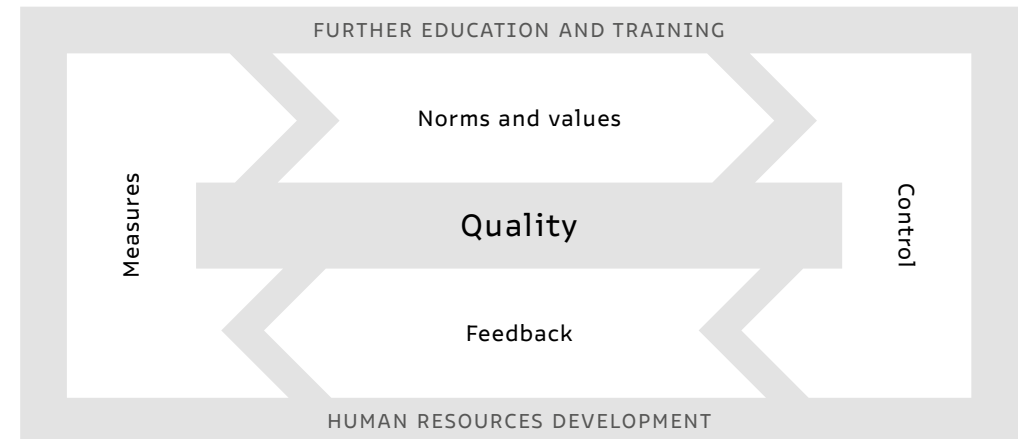 FURTHER EDUCATION AND TRAINING
Norms and values
Measures
Quality
Control
Feedback
HUMAN RESOURCES DEVELOPMENT